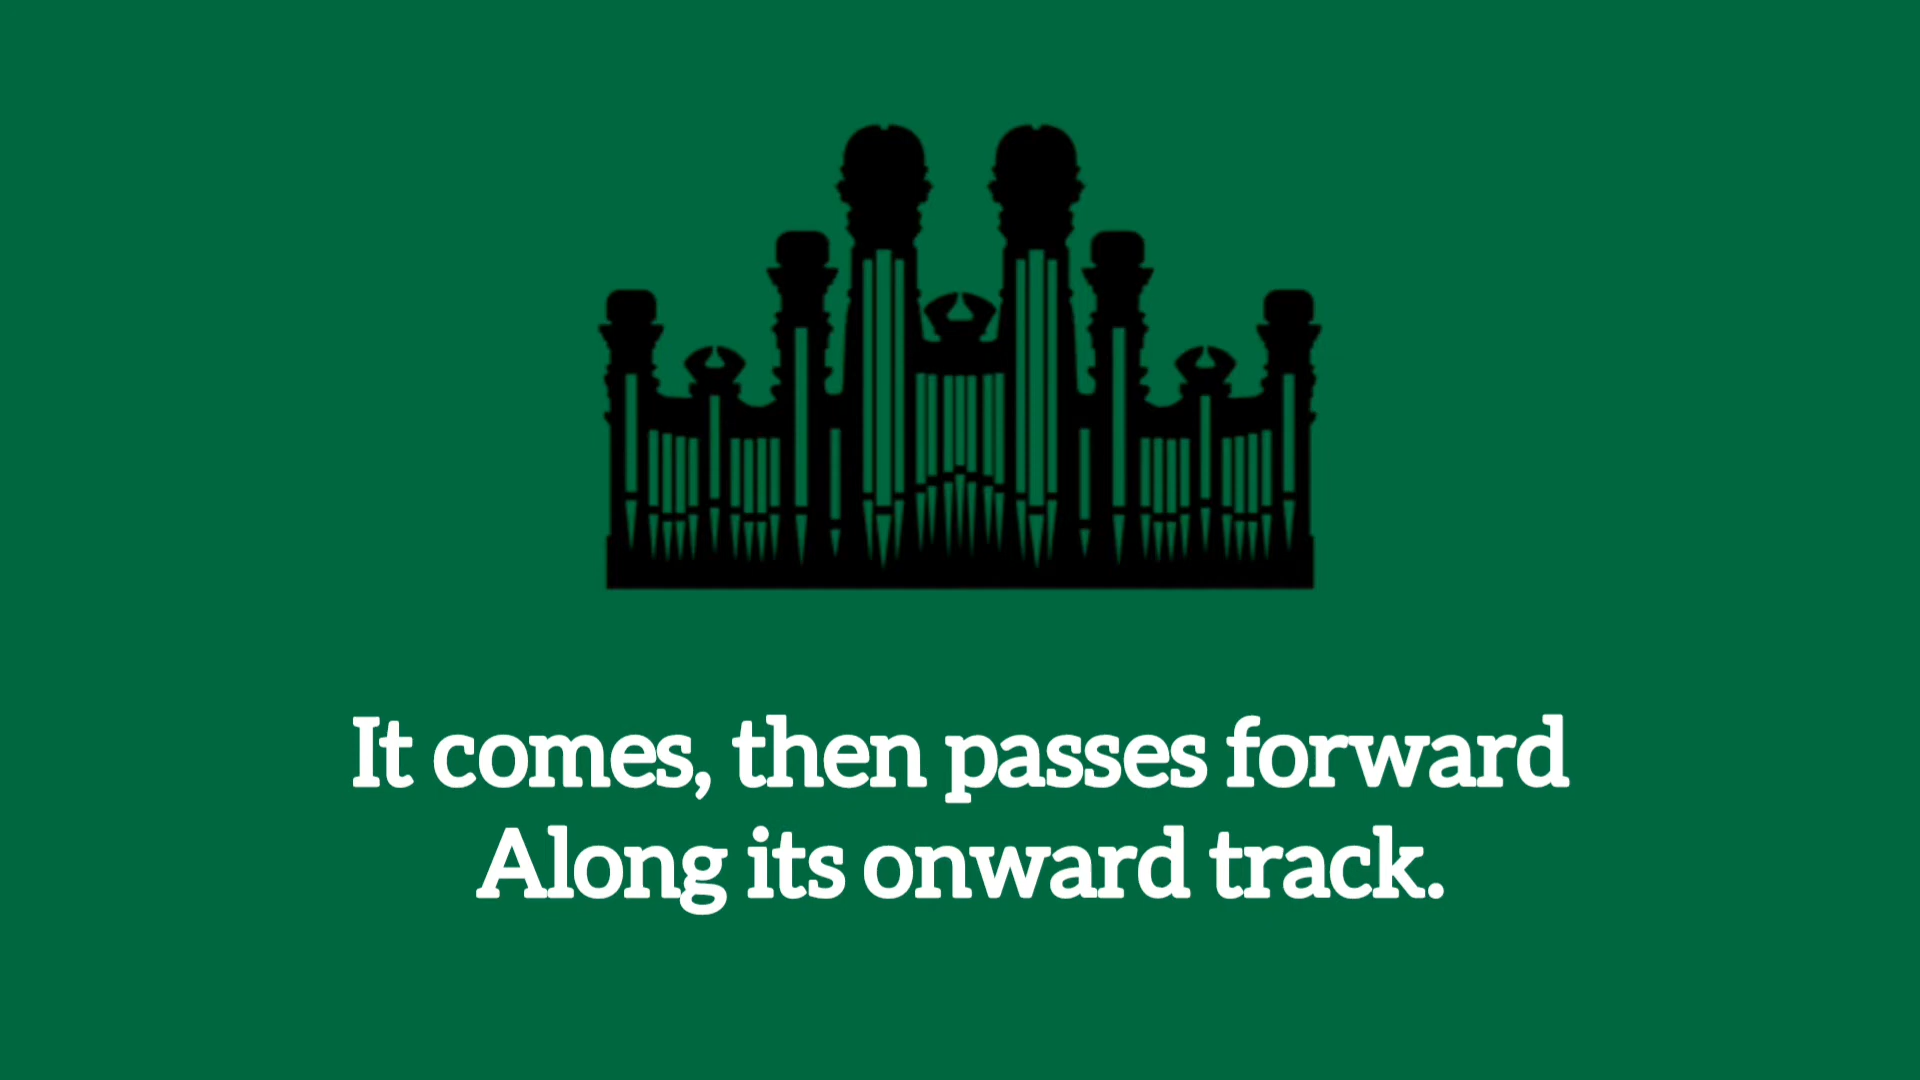 It comes, then passes forward
Along its onward track.